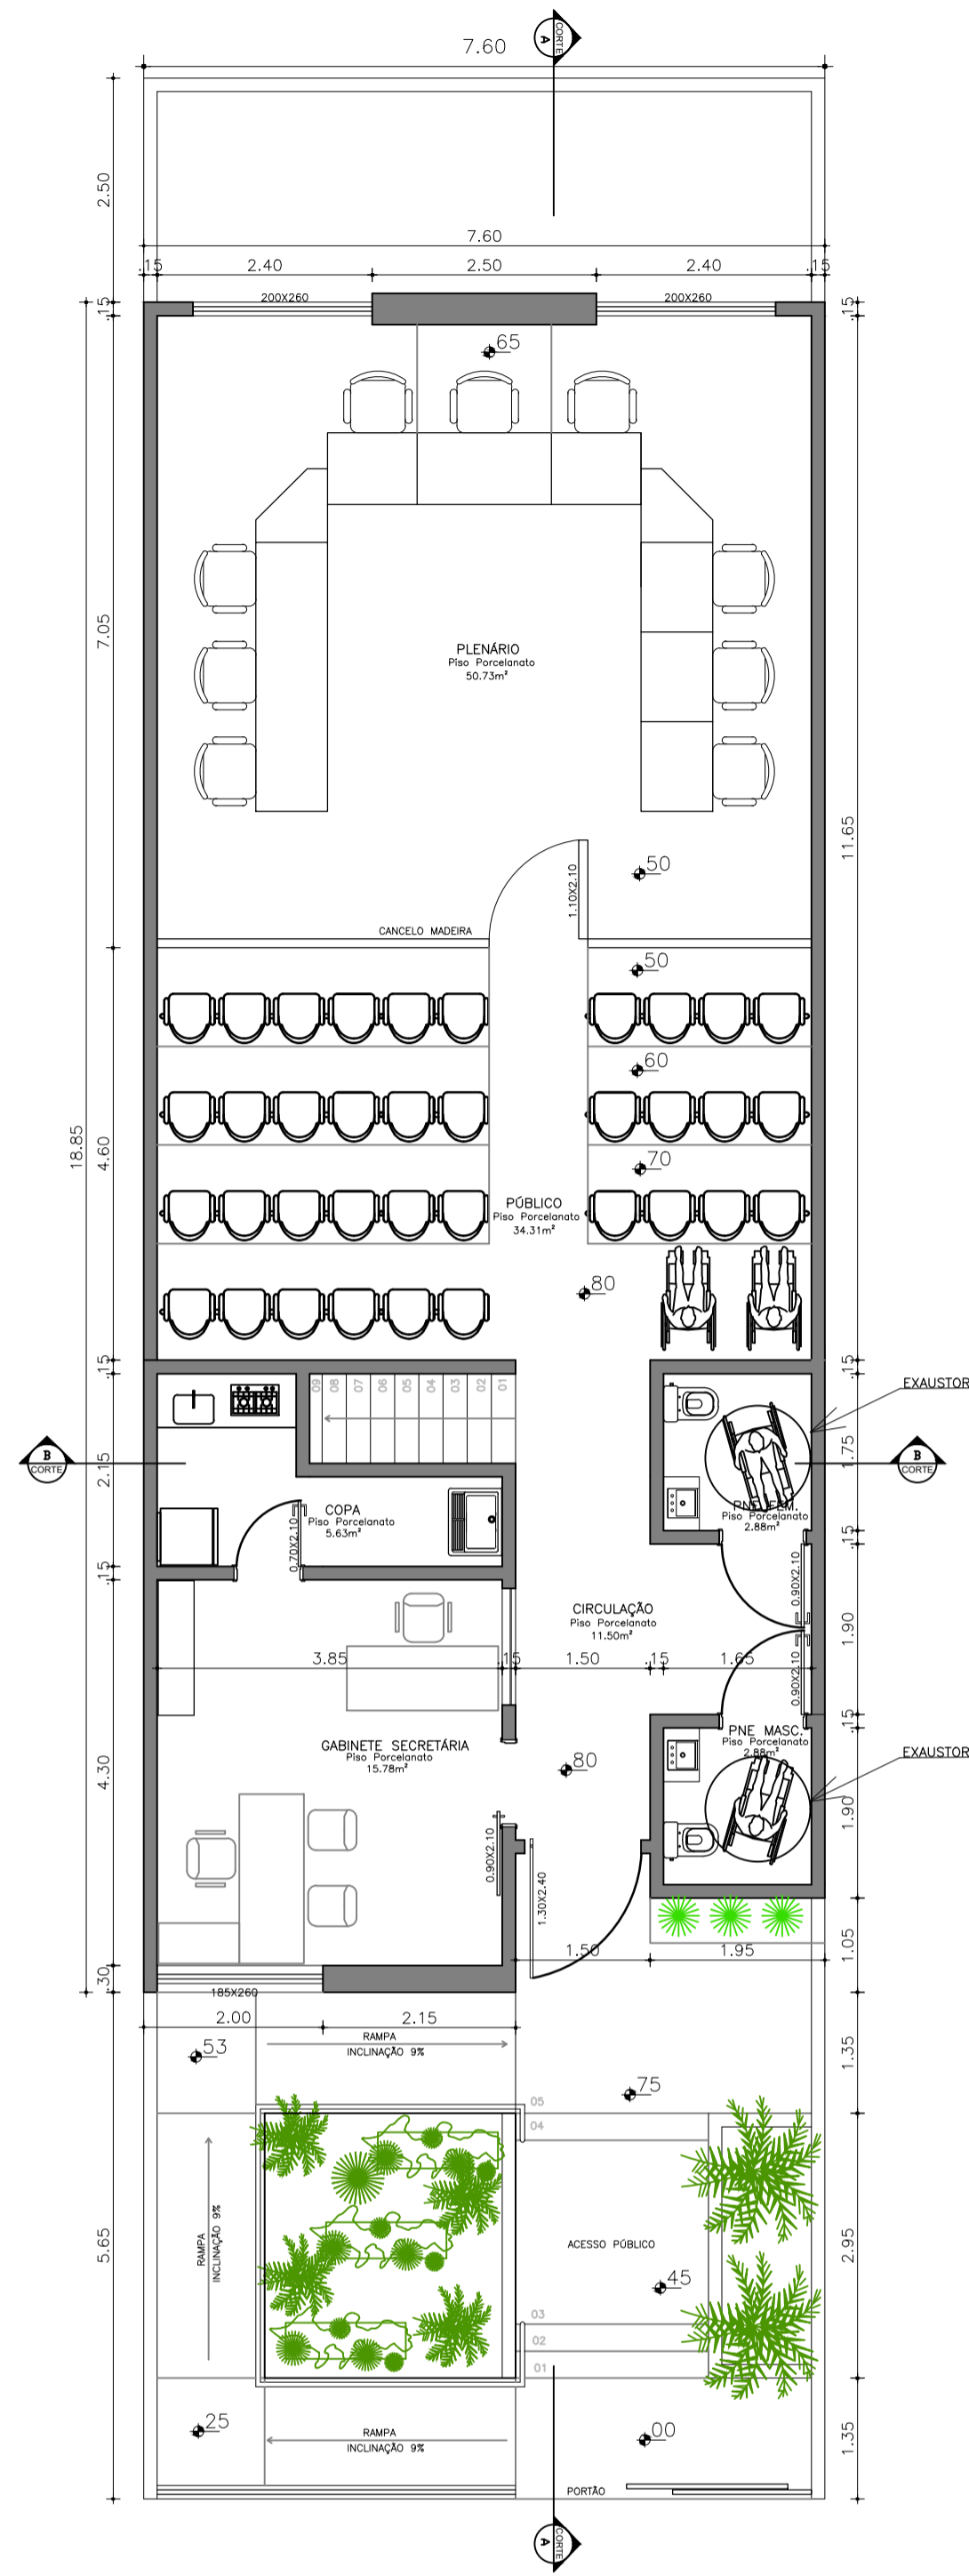 A
CORTE
7.60
2.50
7.60
.15
2.40
2.50
2.40
.15
.15
200X260
200X260
.15
65
7.05
PLENÁRIO
Piso Porcelanato
50.73m²
11.65
50
1.10X2.10
CANCELO MADEIRA
50
60
18.85
4.60
70
PÚBLICO
Piso Porcelanato
34.31m²
80
.15
.15
09
08
07
06
05
04
03
02
01
EXAUSTOR
B
CORTE
B
CORTE
2.15
1.75
COPA
Piso Porcelanato
5.63m²
PNE FEM.
Piso Porcelanato
2.88m²
0.70X2.10
.15
.15
0.90X2.10
CIRCULAÇÃO
Piso Porcelanato
11.50m²
1.90
3.85
.15
1.50
.15
1.65
0.90X2.10
.15
PNE MASC.
Piso Porcelanato
2.88m²
GABINETE SECRETÁRIA
Piso Porcelanato
15.78m²
EXAUSTOR
4.30
80
1.90
0.90X2.10
1.30X2.40
1.50
1.95
1.05
.30
185X260
2.00
2.15
RAMPA
INCLINAÇÃO 9%
53
1.35
75
05
04
5.65
RAMPA
INCLINAÇÃO 9%
ACESSO PÚBLICO
2.95
45
03
02
01
25
RAMPA
INCLINAÇÃO 9%
00
1.35
PORTÃO
A
CORTE